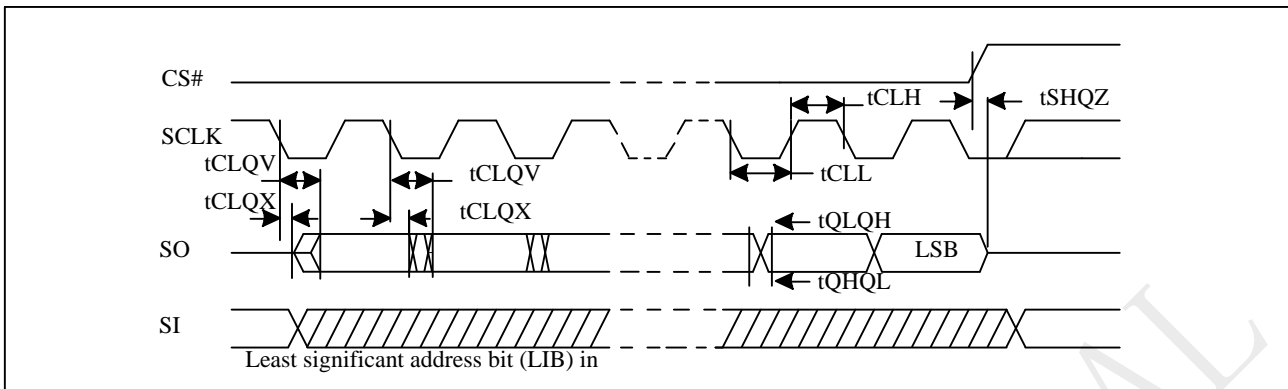 CS#
tCLH
tSHQZ
SCLK
tCLQV
tCLQV
tCLL
tCLQX
tCLQX
tQLQH
SO
LSB
tQHQL
SI
Least significant address bit (LIB) in